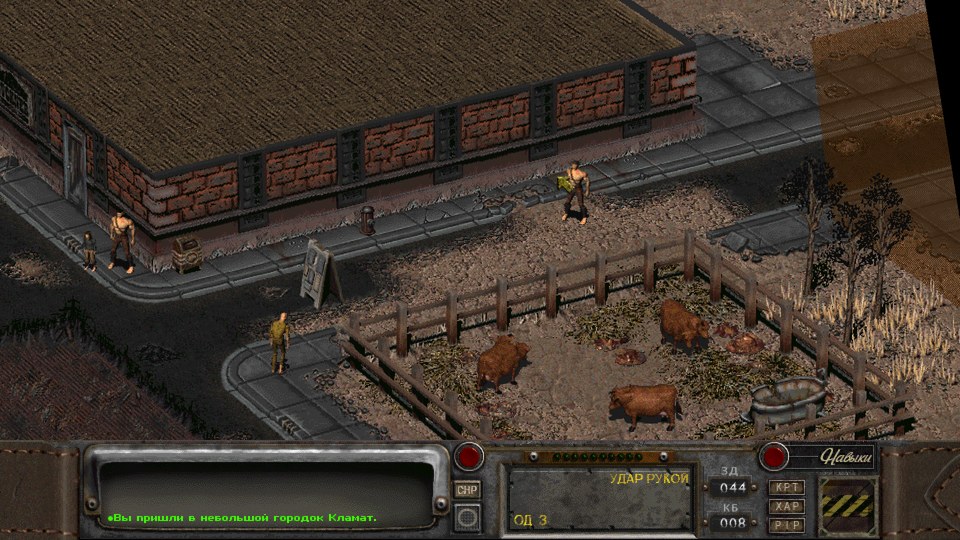 Навыки
УДАР РУКОЙ
ЗД
044
СНР
КРТ
КБ
ХАР
●Вы пришли в небольшой городок Кламат.
ОД 3
008
PIP